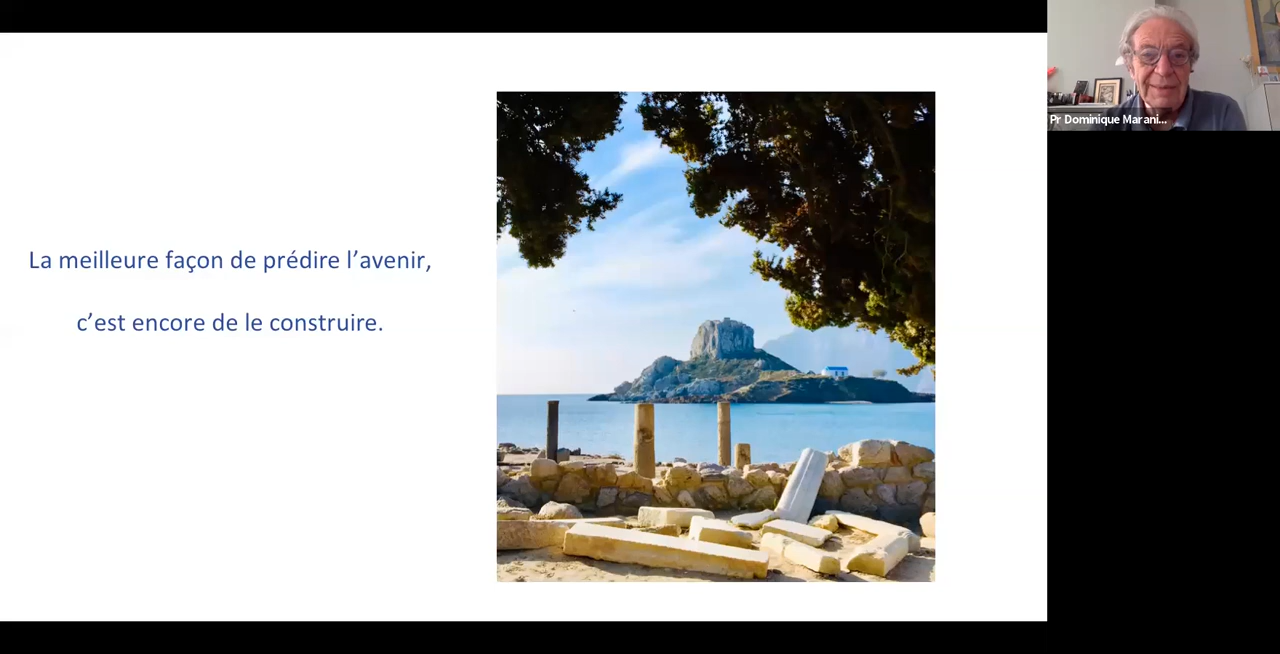 La meilleure façon de prédire l’avenir,
c’est encore de le construire.
Pr Dominique Marani...